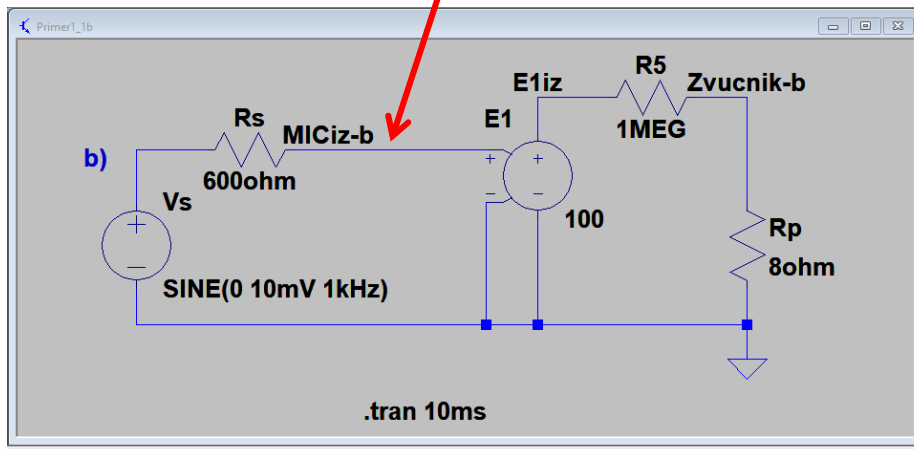 Primer1_1b
R5
E1iz
Zvucnik-b
E1
1MEG
Rs
MICiz-b
b)
600ohm
Vs
100
Rp
8ohm
SINE(0 10mV 1kHz)
.tran 10ms